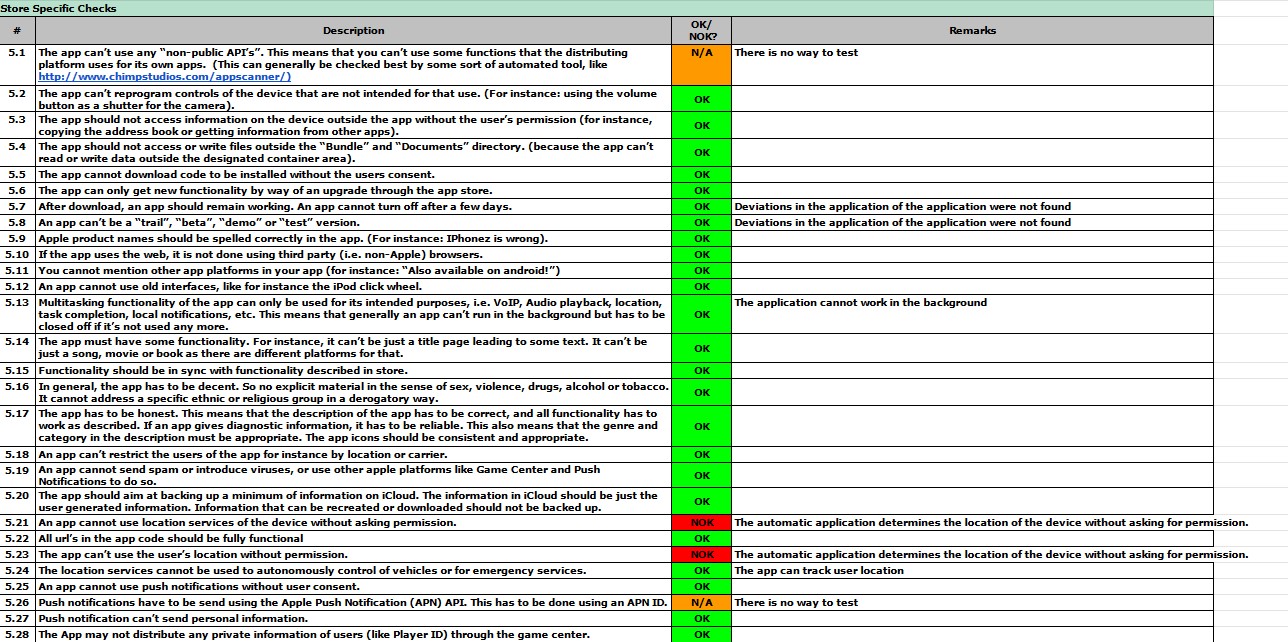 Store Specific Checks
# Description OK/ NOK? Remarks
5.1 The app can't use any “non-public API's”. This means that you can't use some functions that the distributing N/A There is no way to test
platform uses for its own apps. (This can generally be checked best by some sort of automated tool, like
http://www.chimpstudios.com/appscanner/)
5.2 The app can't reprogram controls of the device that are not intended for that use. (For instance: using the volume OK
button as a shutter for the camera).
5.3 The app should not access information on the device outside the app without the user's permission (for instance, OK
copying the address book or getting information from other apps).
5.4 The app should not access or write files outside the “Bundle” and “Documents” directory. (because the app can't OK
read or write data outside the designated container area).
5.5 The app cannot download code to be installed without the users consent. OK
5.6 The app can only get new functionality by way of an upgrade through the app store. OK
5.7 After download, an app should remain working. An app cannot turn off after a few days. OK Deviations in the application of the application were not found
5.8 An app can't be a “trail”, “beta”, “demo” or “test” version. OK Deviations in the application of the application were not found
5.9 Apple product names should be spelled correctly in the app. (For instance: IPhonez is wrong). OK
5.10 If the app uses the web, it is not done using third party (i.e. non-Apple) browsers. OK
5.11 You cannot mention other app platforms in your app (for instance: “Also available on android!”) OK
5.12 An app cannot use old interfaces, like for instance the iPod click wheel. OK
5.13 Multitasking functionality of the app can only be used for its intended purposes, i.e. VoIP, Audio playback, location, OK The application cannot work in the background
task completion, local notifications, etc. This means that generally an app can't run in the background but has to be
closed off if it's not used any more.
5.14 The app must have some functionality. For instance, it can't be just a title page leading to some text. It can't be OK
just a song, movie or book as there are different platforms for that.
5.15 Functionality should be in sync with functionality described in store. OK
5.16 In general, the app has to be decent. So no explicit material in the sense of sex, violence, drugs, alcohol or tobacco. OK
It cannot address a specific ethnic or religious group in a derogatory way.
5.17 The app has to be honest. This means that the description of the app has to be correct, and all functionality has to OK
work as described. If an app gives diagnostic information, it has to be reliable. This also means that the genre and
category in the description must be appropriate. The app icons should be consistent and appropriate.
5.18 An app can't restrict the users of the app for instance by location or carrier. OK
5.19 An app cannot send spam or introduce viruses, or use other apple platforms like Game Center and Push OK
Notifications to do so.
5.20 The app should aim at backing up a minimum of information on iCloud. The information in iCloud should be just the OK
user generated information. Information that can be recreated or downloaded should not be backed up.
5.21 An app cannot use location services of the device without asking permission. NOK The automatic application determines the location of the device without asking for permission.
5.22 All url's in the app code should be fully functional OK
5.23 The app can't use the user's location without permission. NOK The automatic application determines the location of the device without asking for permission.
5.24 The location services cannot be used to autonomously control of vehicles or for emergency services. OK The app can track user location
5.25 An app cannot use push notifications without user consent. OK
5.26 Push notifications have to be send using the Apple Push Notification (APN) API. This has to be done using an APN ID. N/A There is no way to test
5.27 Push notification can't send personal information. OK
5.28 The App may not distribute any private information of users (like Player ID) through the game center. OK